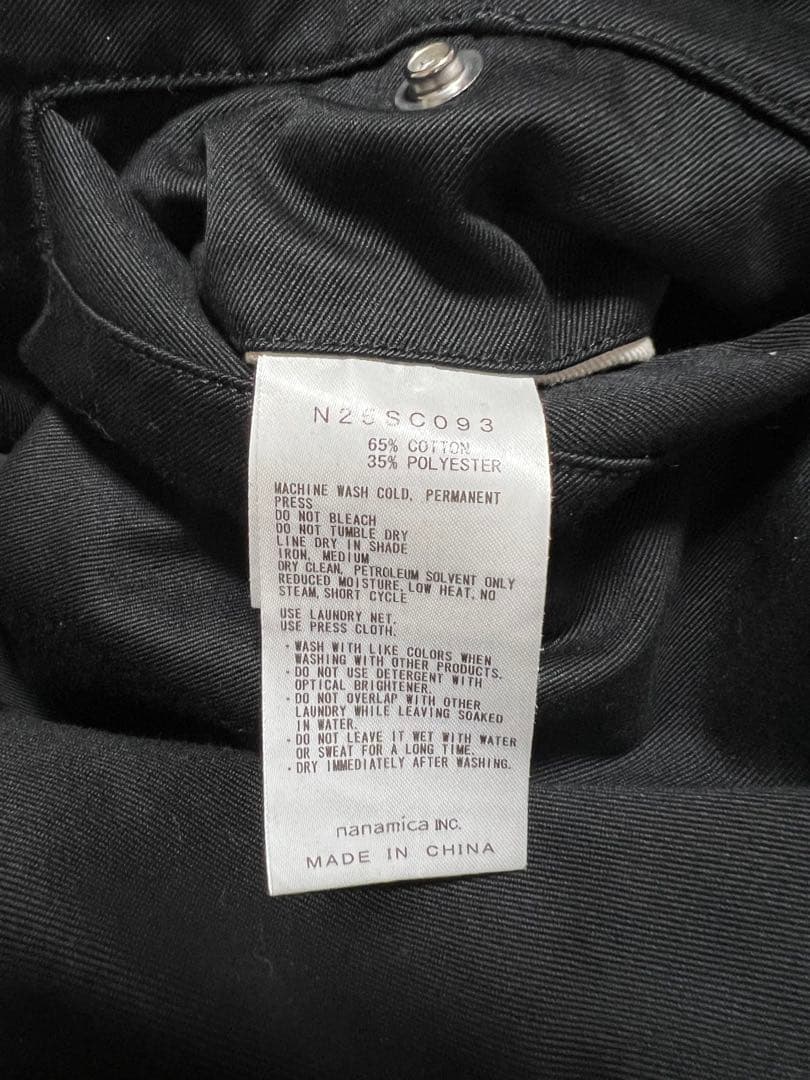 N25SC093
65% COTTON
35% POLYESTER
MACHINE WASH COLD, PERMANENT
PRESS
DO NOT BLEACH
DO NOT TUMBLE DRY
LINE DRY IN SHADE
IRON, MEDIUM
DRY CLEAN, PETROLEUM SOLVENT ONLY
REDUCED MOISTURE, LOW HEAT, NO
STEAM, SHORT CYCLE
USE LAUNDRY NET.
USE PRESS CLOTH.
・WASH WITH LIKE COLORS WHEN
WASHING WITH OTHER PRODUCTS.
・DO NOT USE DETERGENT WITH
OPTICAL BRIGHTENER.
・DO NOT OVERLAP WITH OTHER
LAUNDRY WHILE LEAVING SOAKED
IN WATER.
・DO NOT LEAVE IT WET WITH WATER
OR SWEAT FOR A LONG TIME.
・DRY IMMEDIATELY AFTER WASHING.
nanamica INC.
MADE IN CHINA